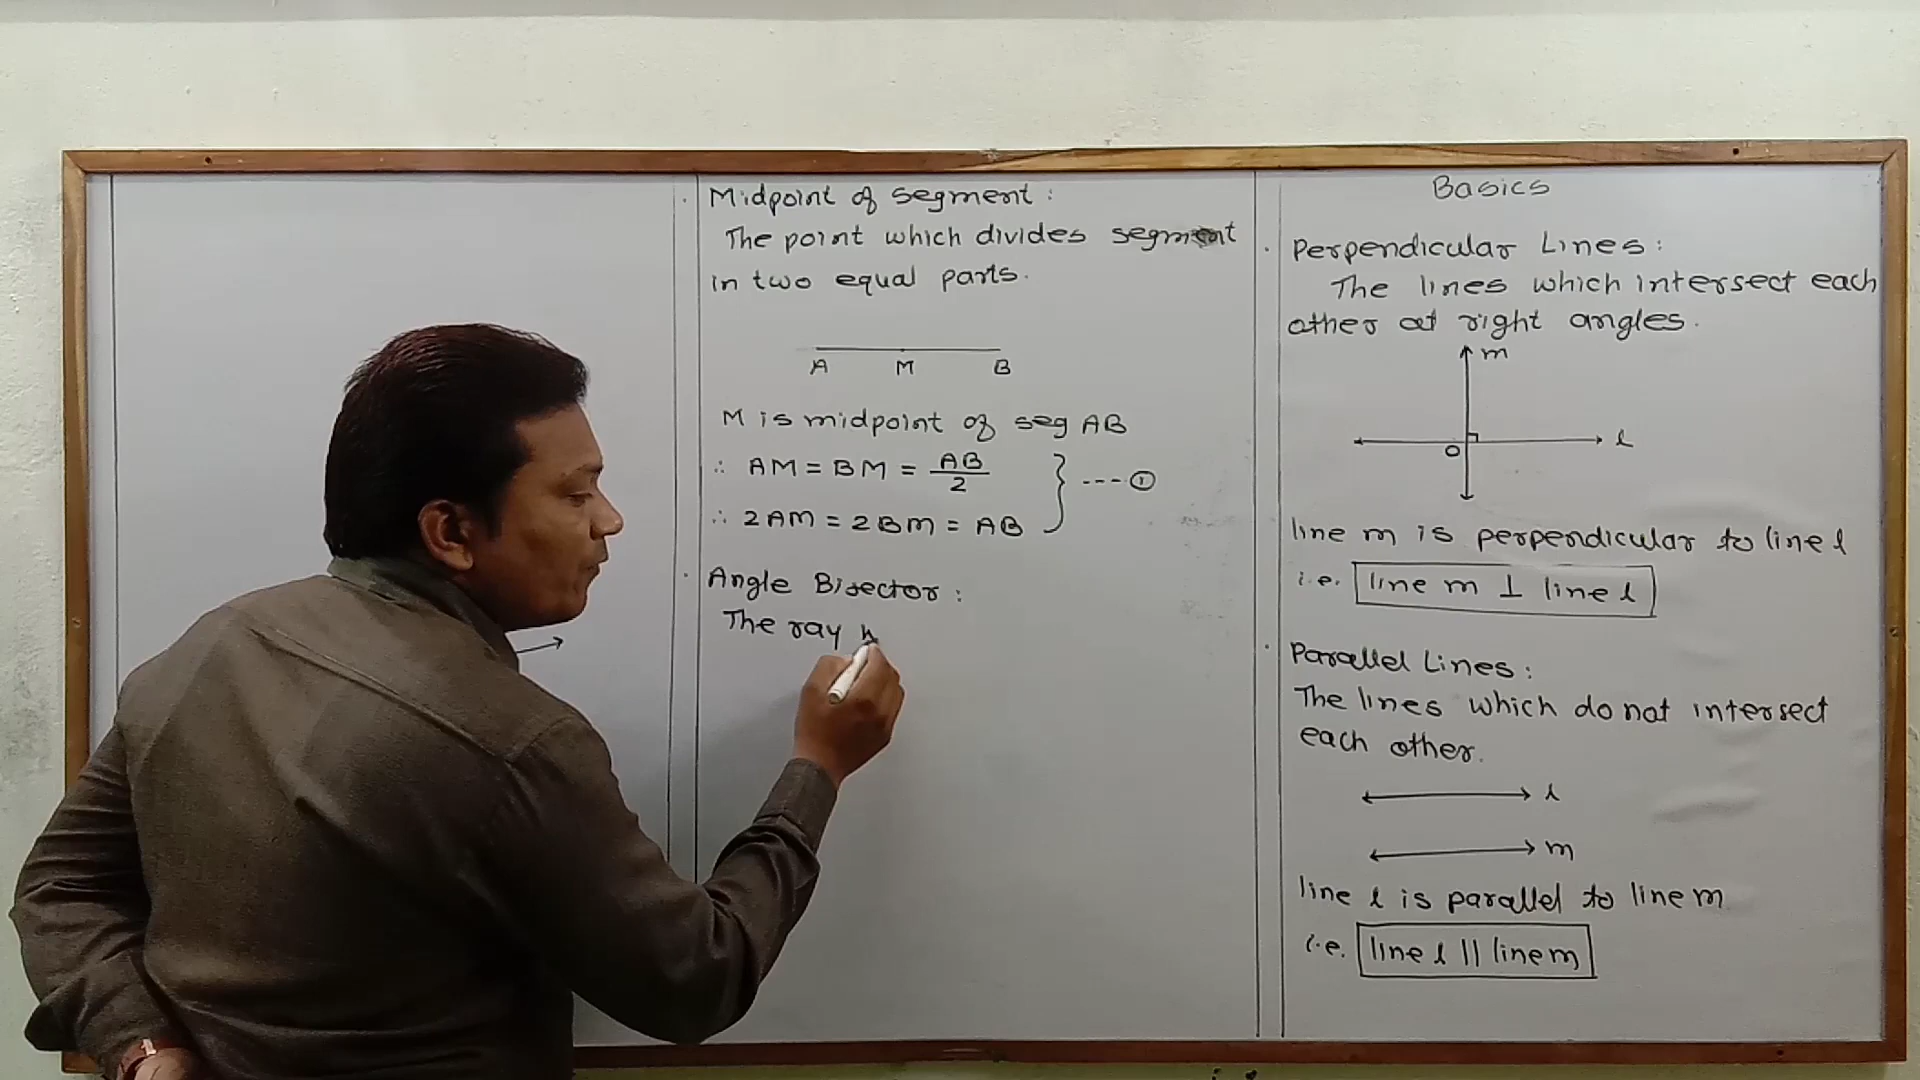 Midpoint of segment:
The point which divides segment
in two equal parts.
A M B
M is midpoint of seg AB
∴ AM = BM = AB/2
∴ 2AM = 2BM = AB } ----①
Angle Bisector:
The ray
Basics
Perpendicular Lines:
The lines which intersect each
other at right angles.
m
l
O
line m is perpendicular to line l
i.e. line m ⊥ line l
Parallel Lines:
The lines which do not intersect
each other.
l
m
line l is parallel to line m
i.e. line l || line m